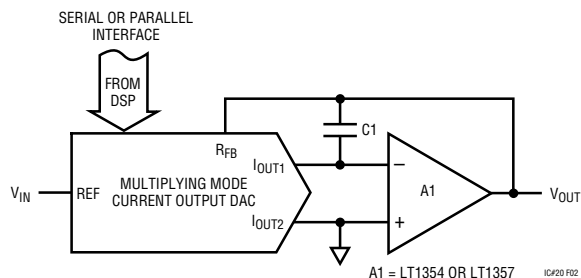 SERIAL OR PARALLEL
INTERFACE
FROM
DSP
RFB
C1
IOUT1
VIN
REF
MULTIPLYING MODE
CURRENT OUTPUT DAC
A1
VOUT
IOUT2
–
+
A1 = LT1354 OR LT1357
IC#20 F02